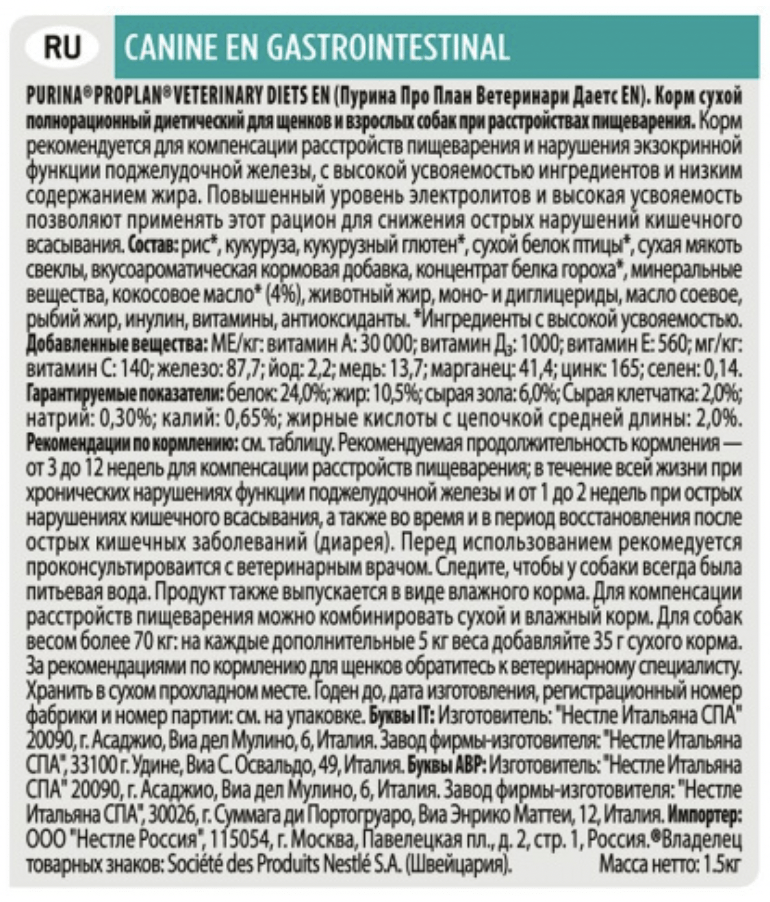 RU CANINE EN GASTROINTESTINAL
PURINA®PROPLAN®VETERINARY DIETS EN (Пурина Про План Ветеринари Даетс EN). Корм сухой
полнорационный диетический для щенков и взрослых собак при расстройствах пищеварения. Корм
рекомендуется для компенсации расстройств пищеварения и нарушения экзокринной
функции поджелудочной железы, с высокой усвояемостью ингредиентов и низким
содержанием жира. Повышенный уровень электролитов и высокая усвояемость
позволяют применять этот рацион для снижения острых нарушений кишечного
всасывания. Состав: рис*, кукуруза, кукурузный глютен*, сухой белок птицы*, сухая мякоть
свеклы, вкусоароматическая кормовая добавка, концентрат белка гороха*, минеральные
вещества, кокосовое масло* (4%), животный жир, моно- и диглицериды, масло соевое,
рыбий жир, инулин, витамины, антиоксиданты. *Ингредиенты с высокой усвояемостью.
Добавленные вещества: МЕ/кг: витамин А: 30 000; витамин Д3: 1000; витамин Е: 560; мг/кг:
витамин С: 140; железо: 87,7; йод: 2,2; медь: 13,7; марганец: 41,4; цинк: 165; селен: 0,14.
Гарантируемые показатели: белок: 24,0%; жир: 10,5%; сырая зола: 6,0%; Сырая клетчатка: 2,0%;
натрий: 0,30%; калий: 0,65%; жирные кислоты с цепочкой средней длины: 2,0%.
Рекомендации по кормлению: см. таблицу. Рекомендуемая продолжительность кормления —
от 3 до 12 недель для компенсации расстройств пищеварения; в течение всей жизни при
хронических нарушениях функции поджелудочной железы и от 1 до 2 недель при острых
нарушениях кишечного всасывания, а также во время и в период восстановления после
острых кишечных заболеваний (диарея). Перед использованием рекомедуется
проконсультироваится с ветеринарным врачом. Следите, чтобы у собаки всегда была
питьевая вода. Продукт также выпускается в виде влажного корма. Для компенсации
расстройств пищеварения можно комбинировать сухой и влажный корм. Для собак
весом более 70 кг: на каждые дополнительные 5 кг веса добавляйте 35 г сухого корма.
За рекомендациями по кормлению для щенков обратитесь к ветеринарному специалисту.
Хранить в сухом прохладном месте. Годен до, дата изготовления, регистрационный номер
фабрики и номер партии: см. на упаковке. Буквы IT: Изготовитель: "Нестле Итальяна СПА"
20090, г. Асаджио, Виа дел Мулино, 6, Италия. Завод фирмы-изготовителя: "Нестле Итальяна
СПА", 33100 г. Удине, Виа С. Освальдо, 49, Италия. Буквы АВР: Изготовитель: "Нестле Итальяна
СПА" 20090, г. Асаджио, Виа дел Мулино, 6, Италия. Завод фирмы-изготовителя: "Нестле
Итальяна СПА", 30026, г. Суммага ди Портогруаро, Виа Энрико Маттеи, 12, Италия. Импортер:
ООО "Нестле Россия", 115054, г. Москва, Павелецкая пл., д. 2, стр. 1, Россия.®Владелец
товарных знаков: Société des Produits Nestlé S.A. (Швейцария). Масса нетто: 1.5кг